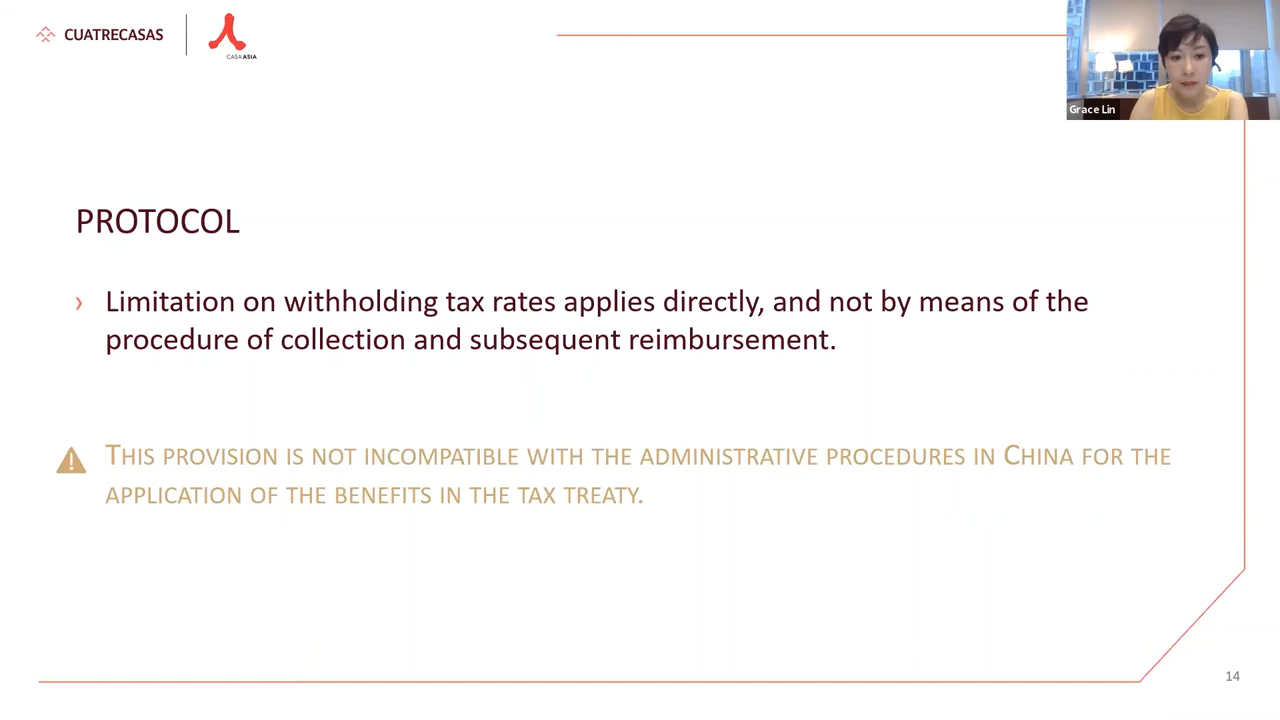 CUATRECASAS
CASAASIA
Grace Lin
PROTOCOL
› Limitation on withholding tax rates applies directly, and not by means of the
procedure of collection and subsequent reimbursement.
This provision is not incompatible with the administrative procedures in China for the
application of the benefits in the tax treaty.
14